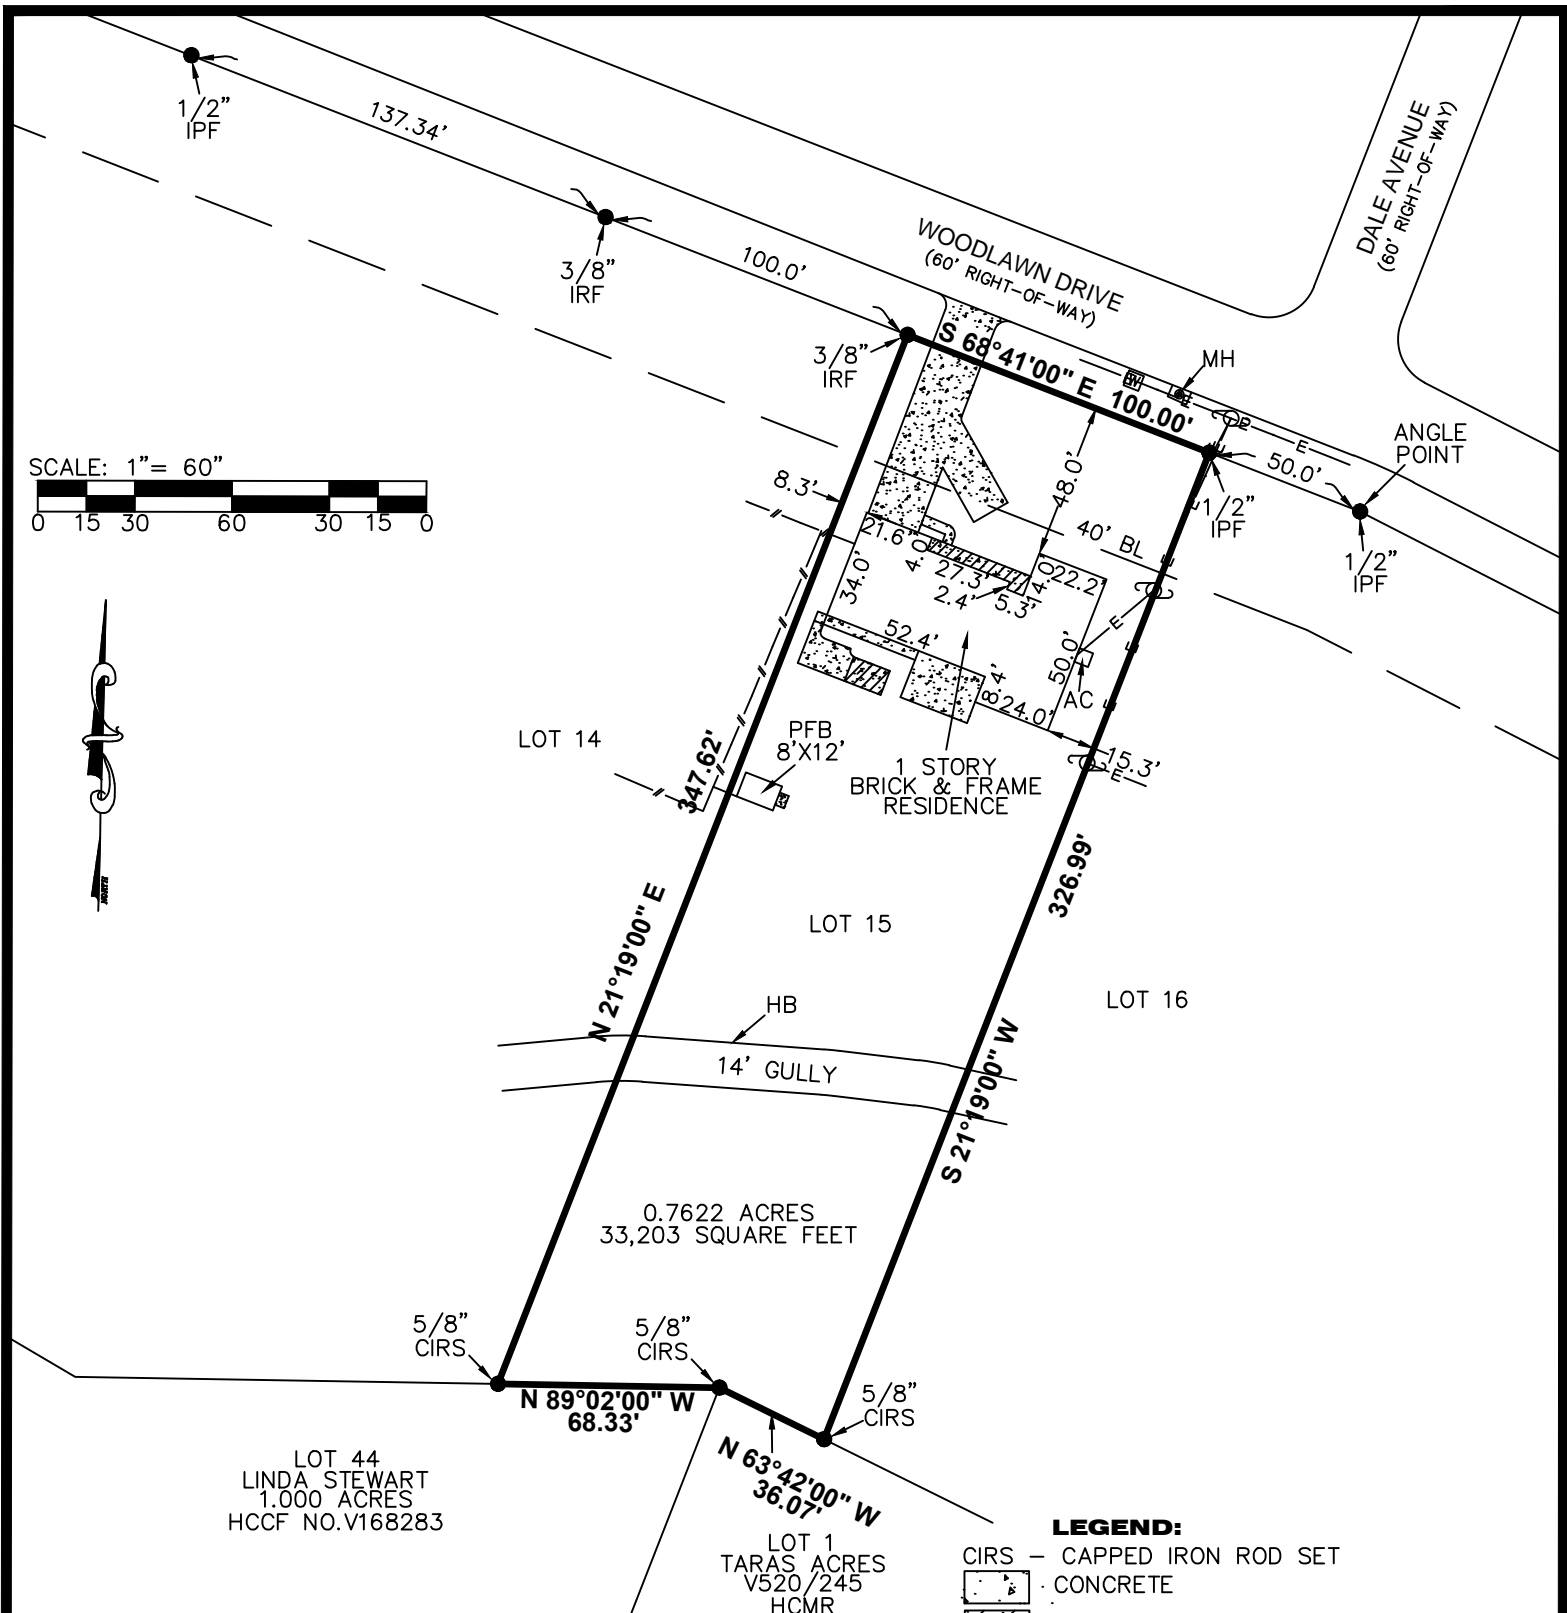 1/2"
IPF
137.34'
3/8"
IRF
100.0'
WOODLAWN DRIVE
(60' RIGHT-OF-WAY)
DALE AVENUE
(60' RIGHT-OF-WAY)
3/8"
IRF
S 68°41'00" E 100.00'
MH
ANGLE
POINT
50.0'
1/2"
IPF
1/2"
IPF
SCALE: 1"= 60"
0 15 30 60 30 15 0
8.3'
48.0'
40' BL
21.6'
4.0'
27.3'
2.4'
5.3'
14.0'
22.2'
34.0'
52.4'
50.0'
8.4'
24.0'
AC
15.3'
E
E
E
E
E
E
E
E
E
LOT 14
347.62'
PFB
8'X12'
1 STORY
BRICK & FRAME
RESIDENCE
326.99'
N 21°19'00" E
LOT 15
LOT 16
HB
14' GULLY
S 21°19'00" W
0.7622 ACRES
33,203 SQUARE FEET
5/8"
CIRS
5/8"
CIRS
5/8"
CIRS
N 89°02'00" W
68.33'
N 63°42'00" W
36.07'
LOT 44
LINDA STEWART
1.000 ACRES
HCCF NO.V168283
LOT 1
TARAS ACRES
V520/245
HCMR
LEGEND:
CIRS - CAPPED IRON ROD SET
CONCRETE